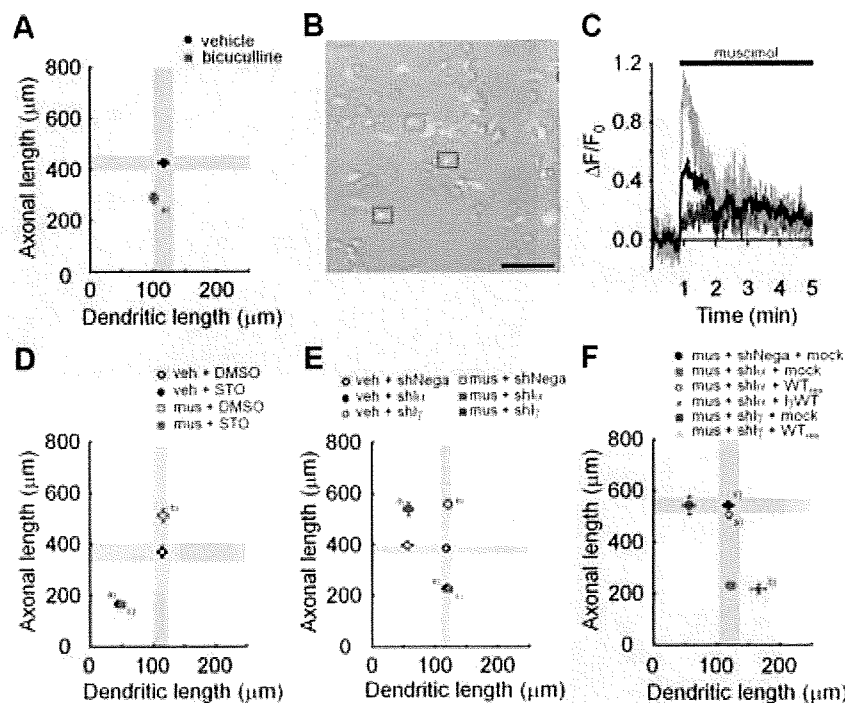 A
vehicle
bicuculline
800
600
400
200
0
Axonal length (μm)
0 100 200
Dendritic length (μm)
B
C
muscimol
1.2
0.8
0.4
0.0
ΔF/F0
1 2 3 4 5
Time (min)
D
veh + DMSO
veh + STO
mus + DMSO
mus + STO
800
600
400
200
0
Axonal length (μm)
0 100 200
Dendritic length (μm)
E
veh + shNega
veh + shIα
veh + shIγ
mus + shNega
mus + shIα
mus + shIγ
800
600
400
200
0
Axonal length (μm)
0 100 200
Dendritic length (μm)
F
mus + shNega + mock
mus + shIα + mock
mus + shIα + WTres
mus + shIα + γWT
mus + shIγ + mock
mus + shIγ + WTres
800
600
400
200
0
Axonal length (μm)
0 100 200
Dendritic length (μm)